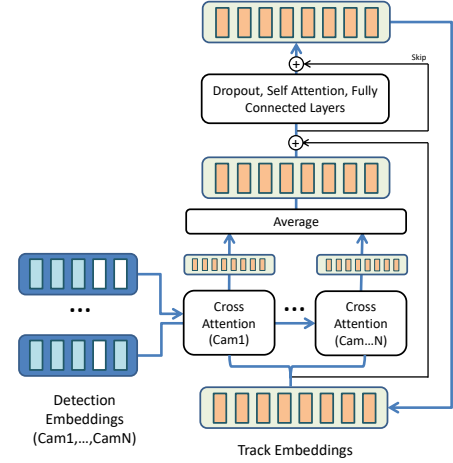 Skip
+
Dropout, Self Attention, Fully
Connected Layers
+
Average
...
Cross
Attention
(Cam1)
...
Cross
Attention
(Cam...N)
Detection
Embeddings
(Cam1,...,CamN)
Track Embeddings